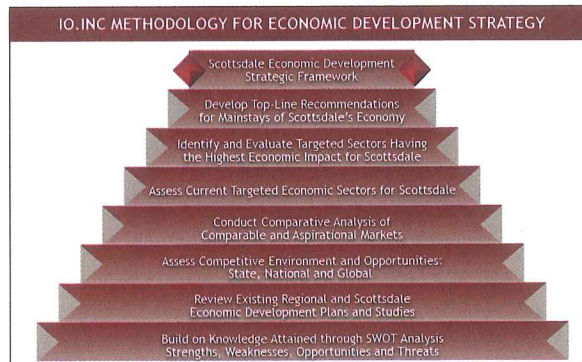 IO.INC METHODOLOGY FOR ECONOMIC DEVELOPMENT STRATEGY
Scottsdale Economic Development
Strategic Framework
Develop Top-Line Recommendations
for Mainstays of Scottsdale's Economy
Identify and Evaluate Targeted Sectors Having
the Highest Economic Impact for Scottsdale
Assess Current Targeted Economic Sectors for Scottsdale
Conduct Comparative Analysis of
Comparable and Aspirational Markets
Assess Competitive Environment and Opportunities:
State, National and Global
Review Existing Regional and Scottsdale
Economic Development Plans and Studies
Build on Knowledge Attained through SWOT Analysis
Strengths, Weaknesses, Opportunities and Threats